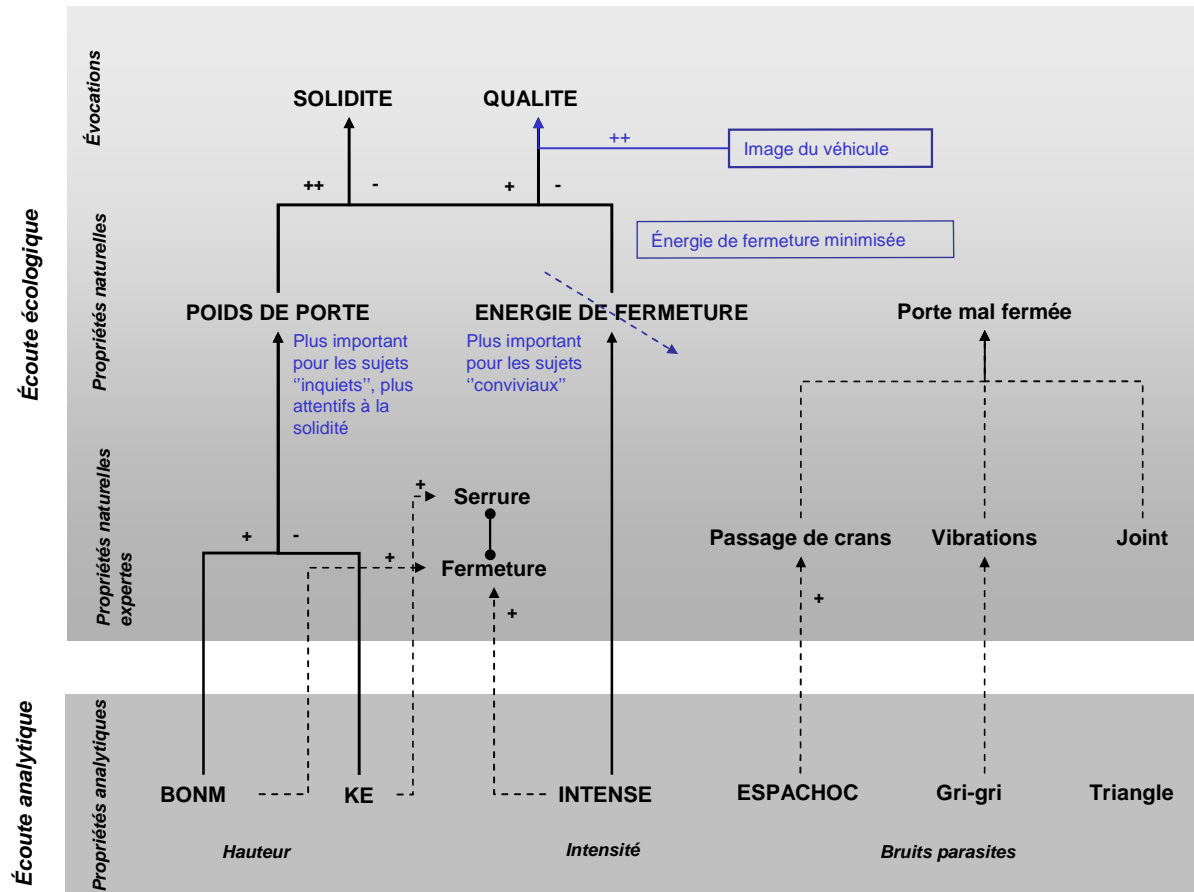 Évocations
SOLIDITE
QUALITE
++
Image du véhicule
++
-
+
-
Écoute écologique
Propriétés naturelles
Énergie de fermeture minimisée
POIDS DE PORTE
ENERGIE DE FERMETURE
Porte mal fermée
Plus important
pour les sujets
‘’inquiets’’, plus
attentifs à la
solidité
Plus important
pour les sujets
‘’conviviaux’’
Propriétés naturelles
expertes
+
Serrure
+
-
+
Fermeture
+
Passage de crans
Vibrations
Joint
+
Écoute analytique
Propriétés analytiques
BONM
KE
INTENSE
ESPACHOC
Gri-gri
Triangle
Hauteur
Intensité
Bruits parasites